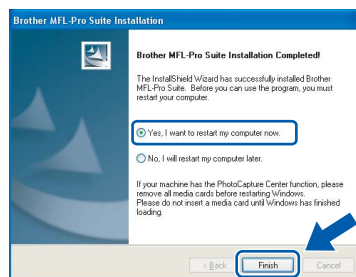 Brother MFL-Pro Suite Installation
Brother MFL-Pro Suite Installation Completed!
The InstallShield Wizard has successfully installed Brother
MFL-Pro Suite. Before you can use the program, you must
restart your computer.
Yes, I want to restart my computer now.
No, I will restart my computer later.
If your machine has the PhotoCapture Center function, please
remove all media cards before restarting Windows.
Please do not insert a media card until Windows has finished
loading.
< Back Finish Cancel